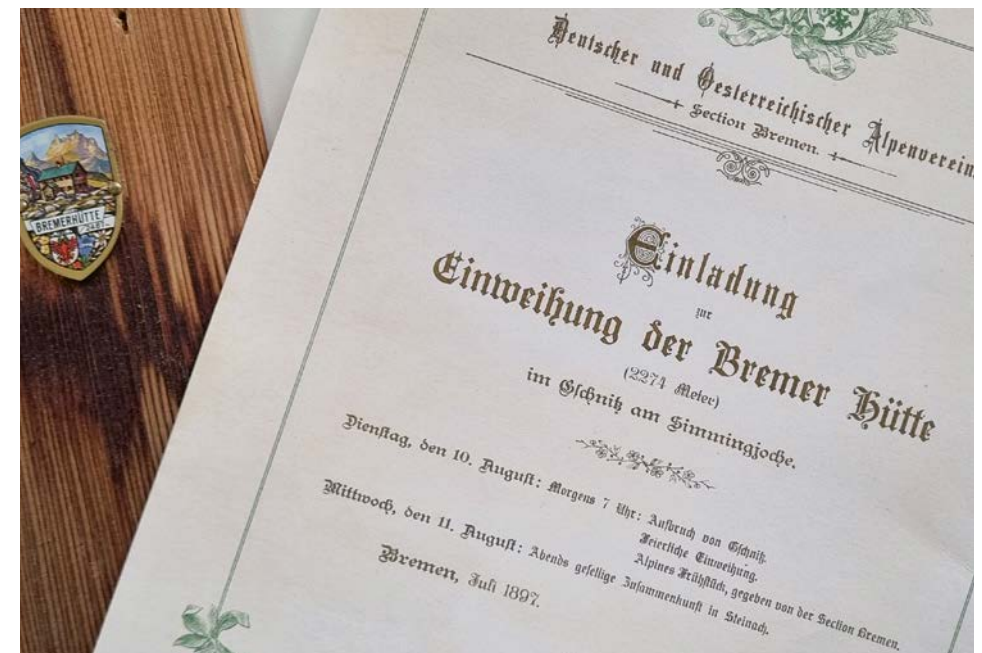 BREMERHÜTTE
Deutscher und Oesterreichischer Alpenverein
Section Bremen.
Einladung
zur
Einweihung der Bremer Hütte
(2274 Meter)
im Gschnitz am Simmingjoche.
Dienstag, den 10. August: Morgens 7 Uhr: Aufbruch von Gschnitz.
Feierliche Einweihung.
Alpines Frühstück, gegeben von der Section Bremen.
Mittwoch, den 11. August: Abends gesellige Zusammenkunft in Steinach.
Bremen, Juli 1897.